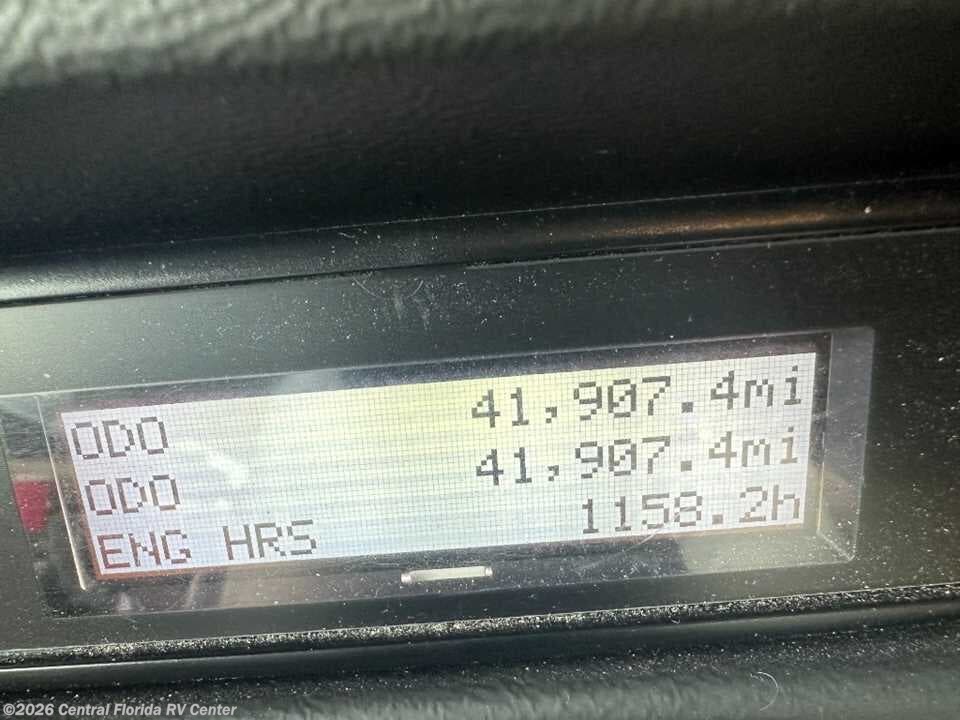 ODO 41,907.4mi
ODO 41,907.4mi
ENG HRS 1158.2h
©2026 Central Florida RV Center